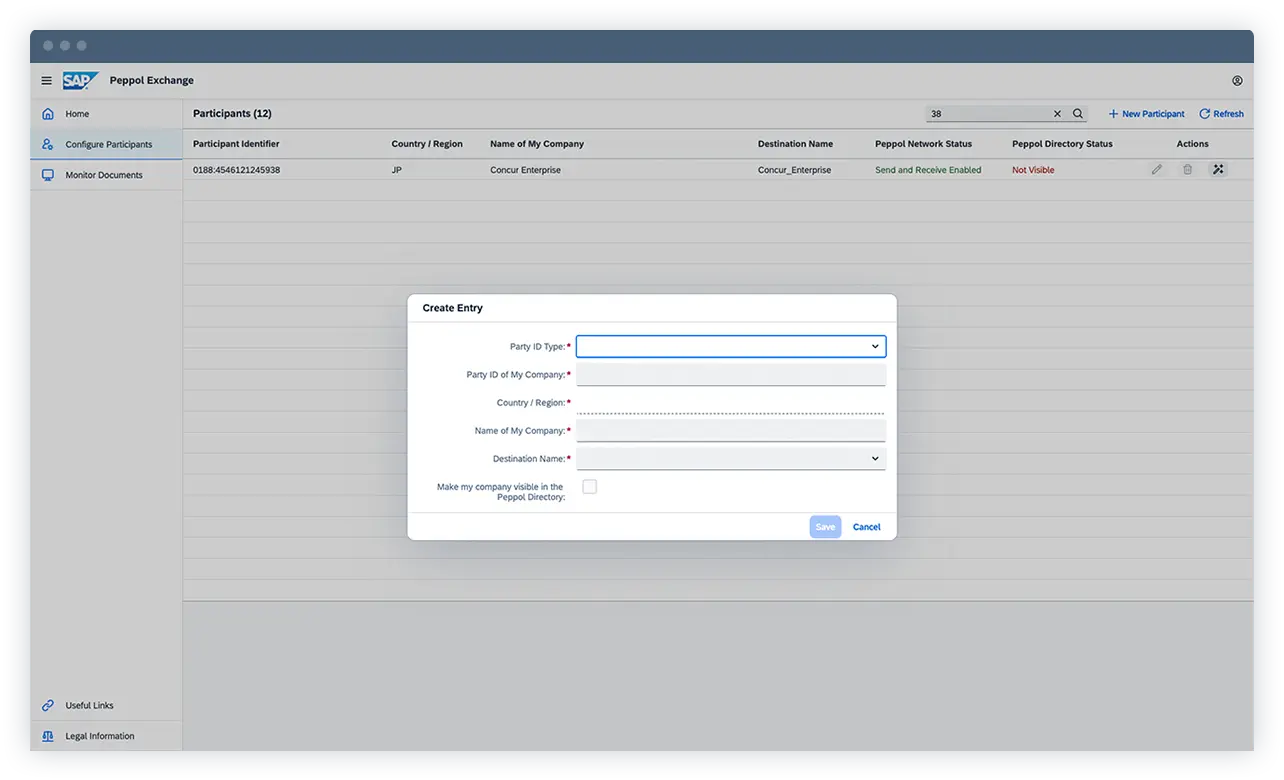 SAP Peppol Exchange
Home
Configure Participants
Monitor Documents
Participants (12) 38 New Participant Refresh
Participant Identifier Country / Region Name of My Company Destination Name Peppol Network Status Peppol Directory Status Actions
0188:4546121245938 JP Concur Enterprise Concur_Enterprise Send and Receive Enabled Not Visible
Create Entry
Party ID Type:*
Party ID of My Company:*
Country / Region:*
Name of My Company:*
Destination Name:*
Make my company visible in the
Peppol Directory:
Save Cancel
Useful Links
Legal Information